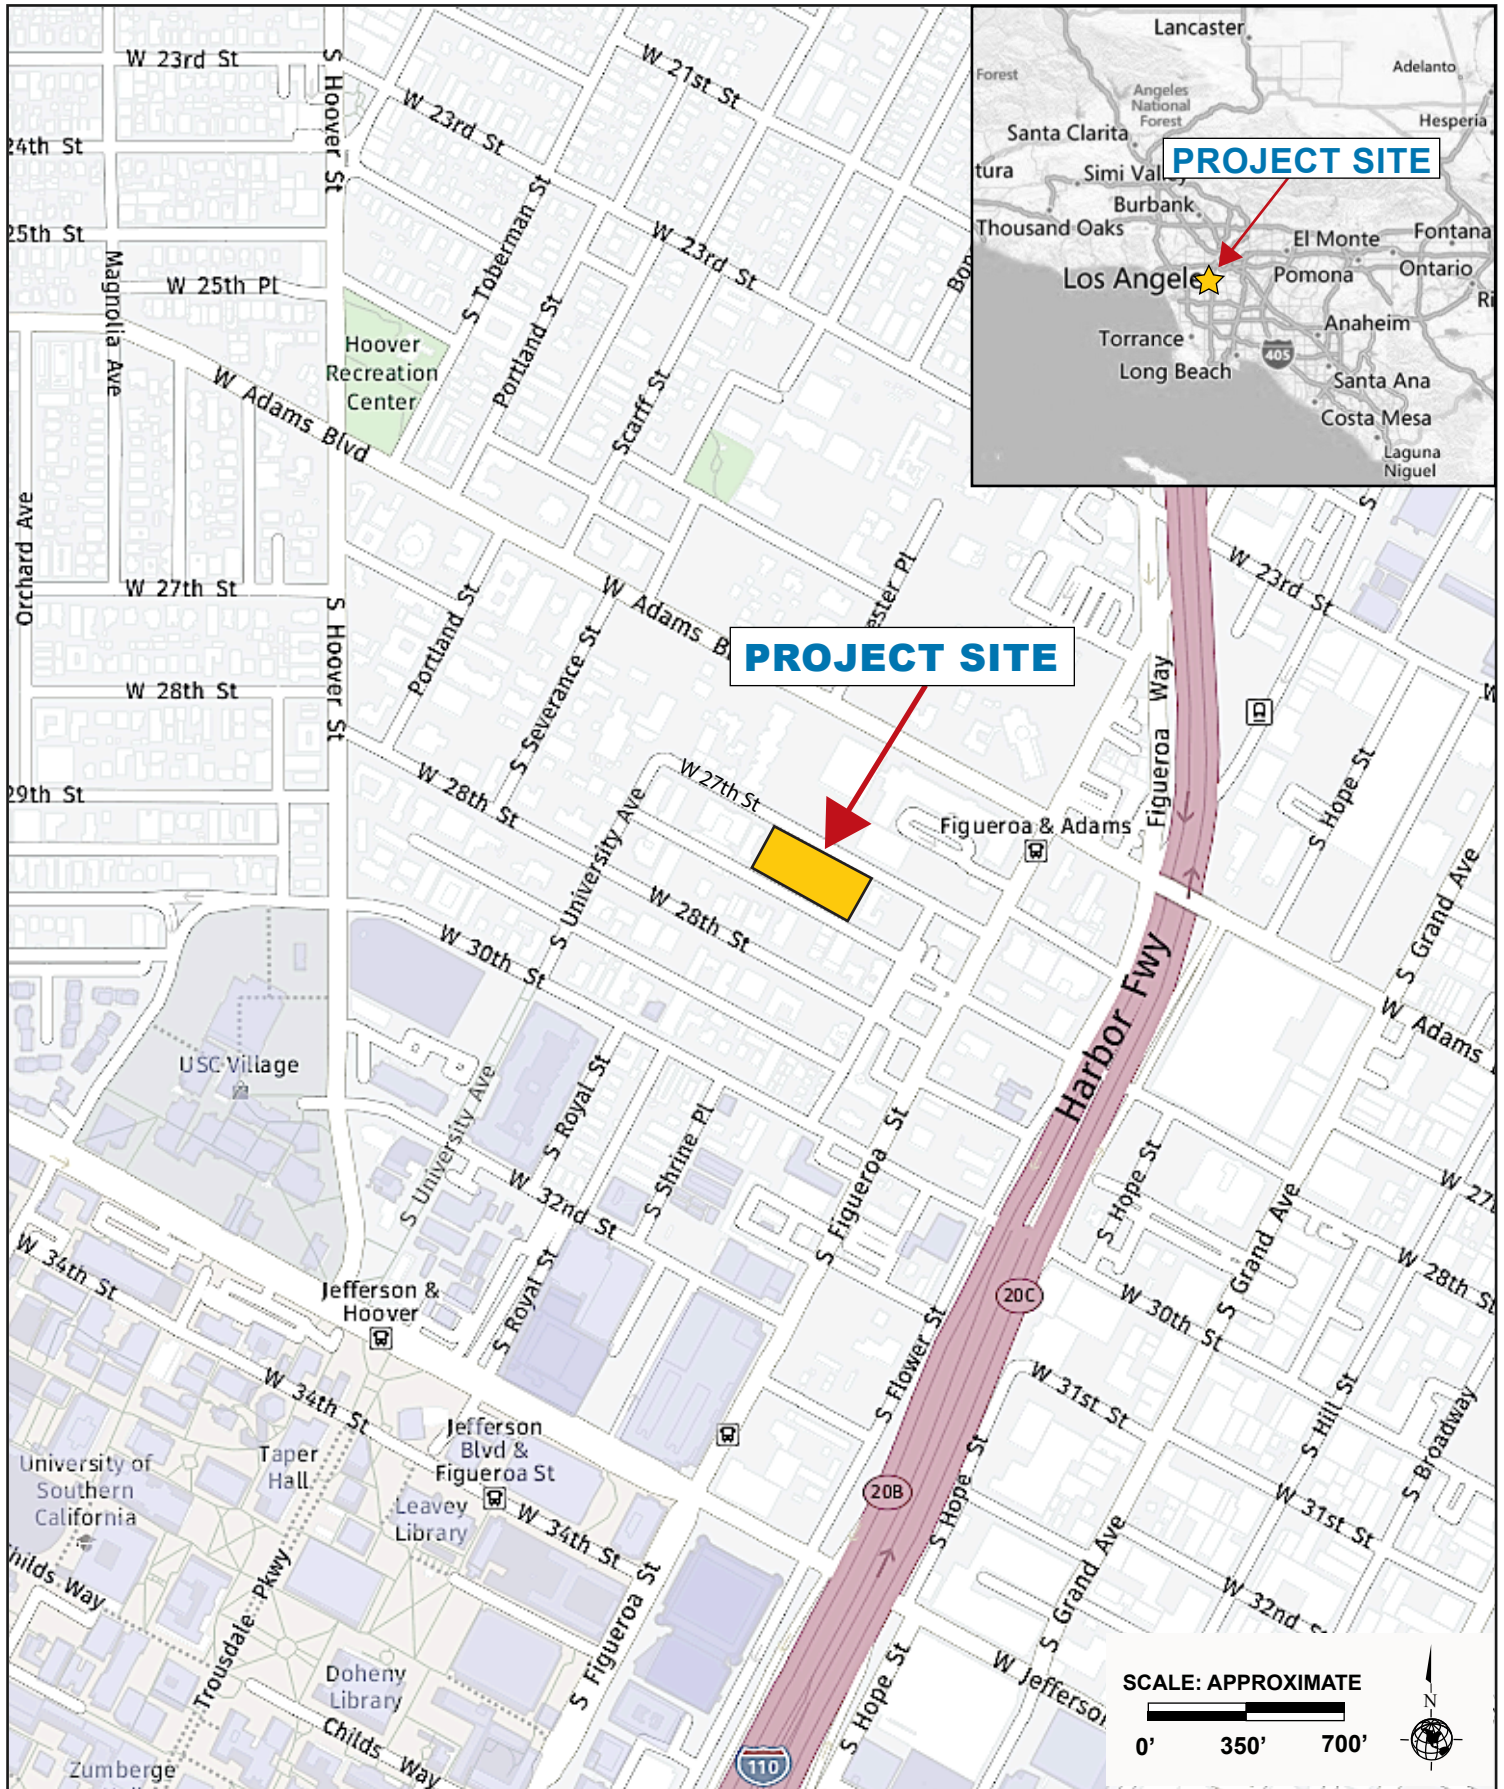 W 23rd St
S Hoover St
W 21st St
W 23rd St
24th St
25th St
Magnolia Ave
W 25th Pl
S Toberman St
W 23rd St
Hoover
Recreation
Center
Portland St
Scarff St
W Adams Blvd
Orchard Ave
W 27th St
S Hoover St
Portland St
S Severance St
W Adams B
ester Pl
W 28th St
29th St
PROJECT SITE
W 28th St
W 27th St
S University Ave
W 28th St
Figueroa & Adams
Figueroa Way
W 23rd St
W
S
S Hope St
S Grand Ave
W Adams
Harbor Fwy
W 30th St
USC Village
S University Ave
S Royal St
S Shrine Pl
W 32nd St
S Royal St
S Figueroa St
S Hope St
S Grand Ave
W 27t
W 28th St
W 30th St
20C
W 34th St
Jefferson &
Hoover
W 34th St
S Flower St
W 31st St
S Hill St
S Broadway
Jefferson
Blvd &
Figueroa St
University of
Southern
California
Taper
Hall
Leavey
Library
W 34th St
20B
S Hope St
W 31st St
S Grand Ave
W 32nd St
hilds Way
Trousdale Pkwy
S Figueroa St
Doheny
Library
Childs Way
Zumberge
S Hope St
W Jefferson
110
Lancaster
Forest
Adelanto
Angeles
National
Forest
Hesperia
Santa Clarita
PROJECT SITE
tura
Simi Valley
Burbank
Thousand Oaks
El Monte
Fontana
Los Angele
Pomona
Ontario
Ri
Torrance
Anaheim
405
Long Beach
Santa Ana
Costa Mesa
Laguna
Niguel
SCALE: APPROXIMATE
0' 350' 700'
N